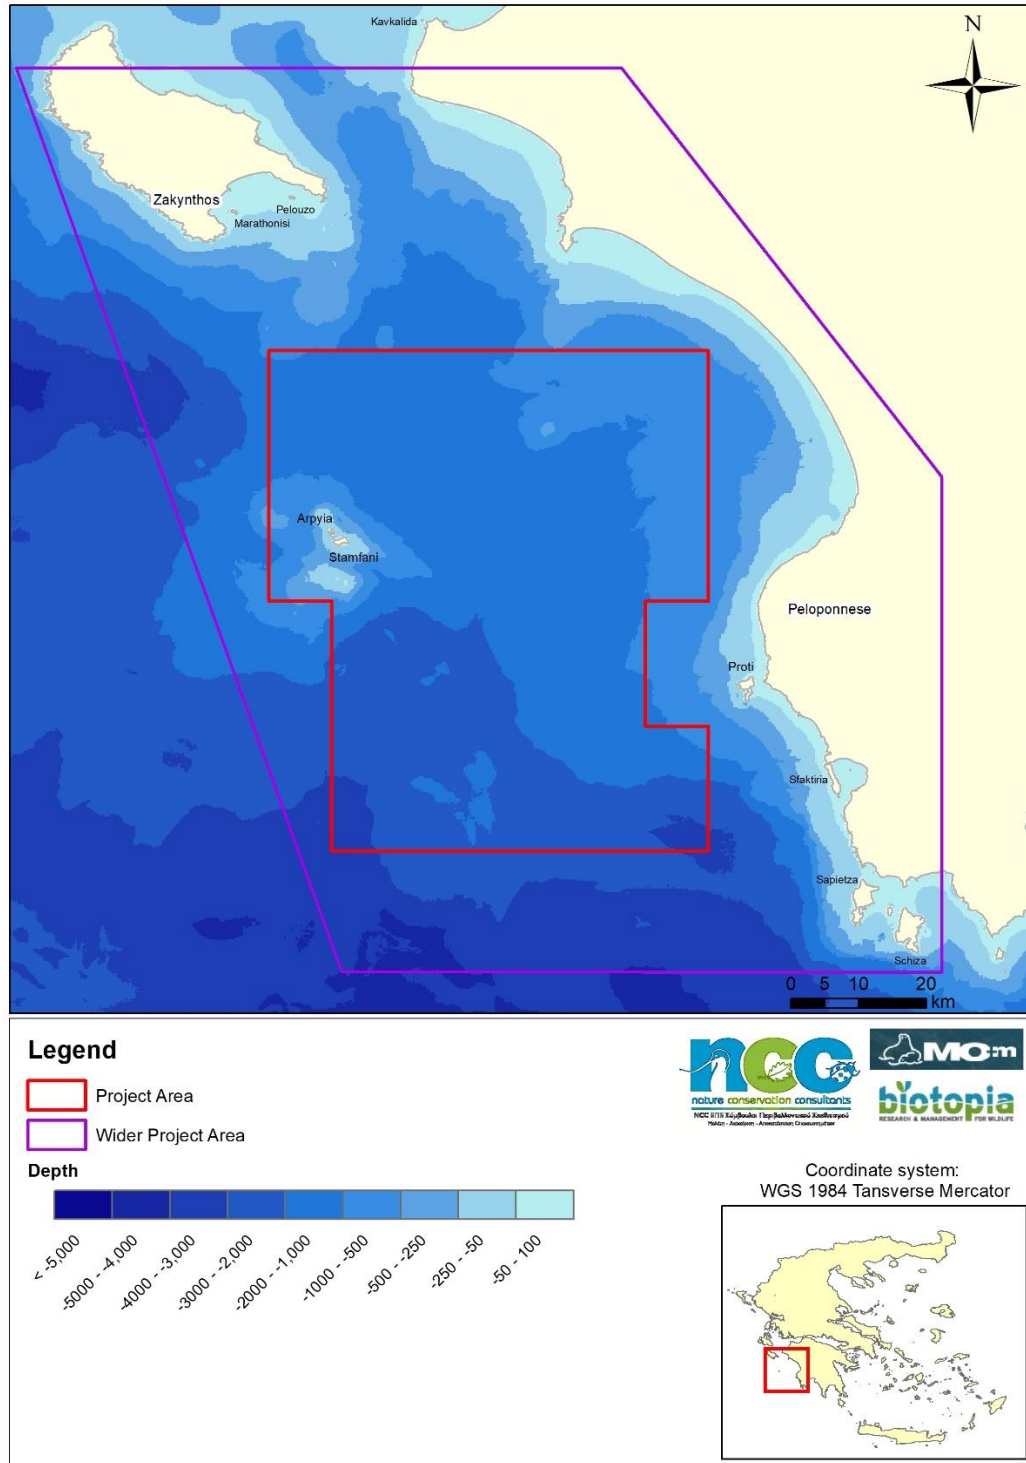 Kavkalida
N
Zakynthos
Pelouzo
Marathonisi
Arpyia
Stamfani
Peloponnese
Proti
Sfaktiria
Sapietza
Schiza
0 5 10 20
km
Legend
Project Area
Wider Project Area
Depth
< -5,000
-5000 - -4,000
-4000 - -3,000
-3000 - -2,000
-2000 - -1,000
-1000 - -500
-500 - -250
-250 - -50
-50 - 100
ncc
nature conservation consultants
MOm
biotopia
RESEARCH & MANAGEMENT FOR WILDLIFE
Coordinate system:
WGS 1984 Tansverse Mercator